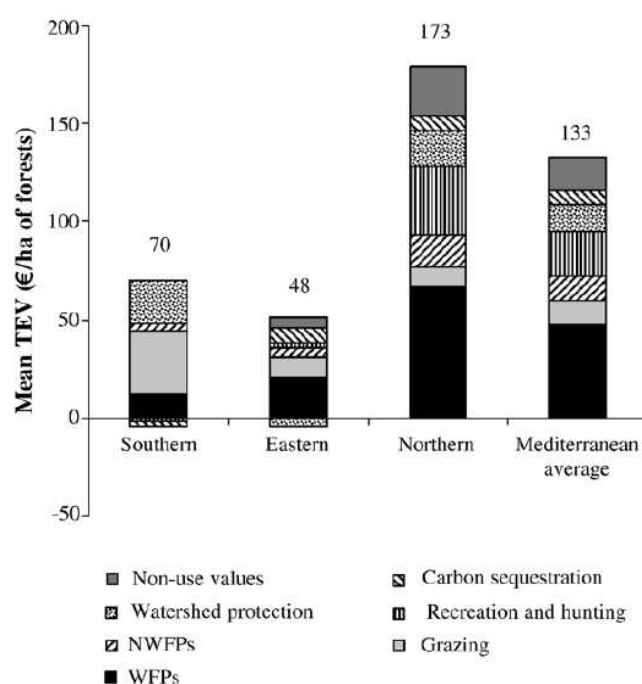 200
173
150
133
Mean TEV (€/ha of forests)
100
70
50
48
0
Southern Eastern Northern Mediterranean
average
-50
Non-use values Carbon sequestration
Watershed protection Recreation and hunting
NWFPs Grazing
WFPs